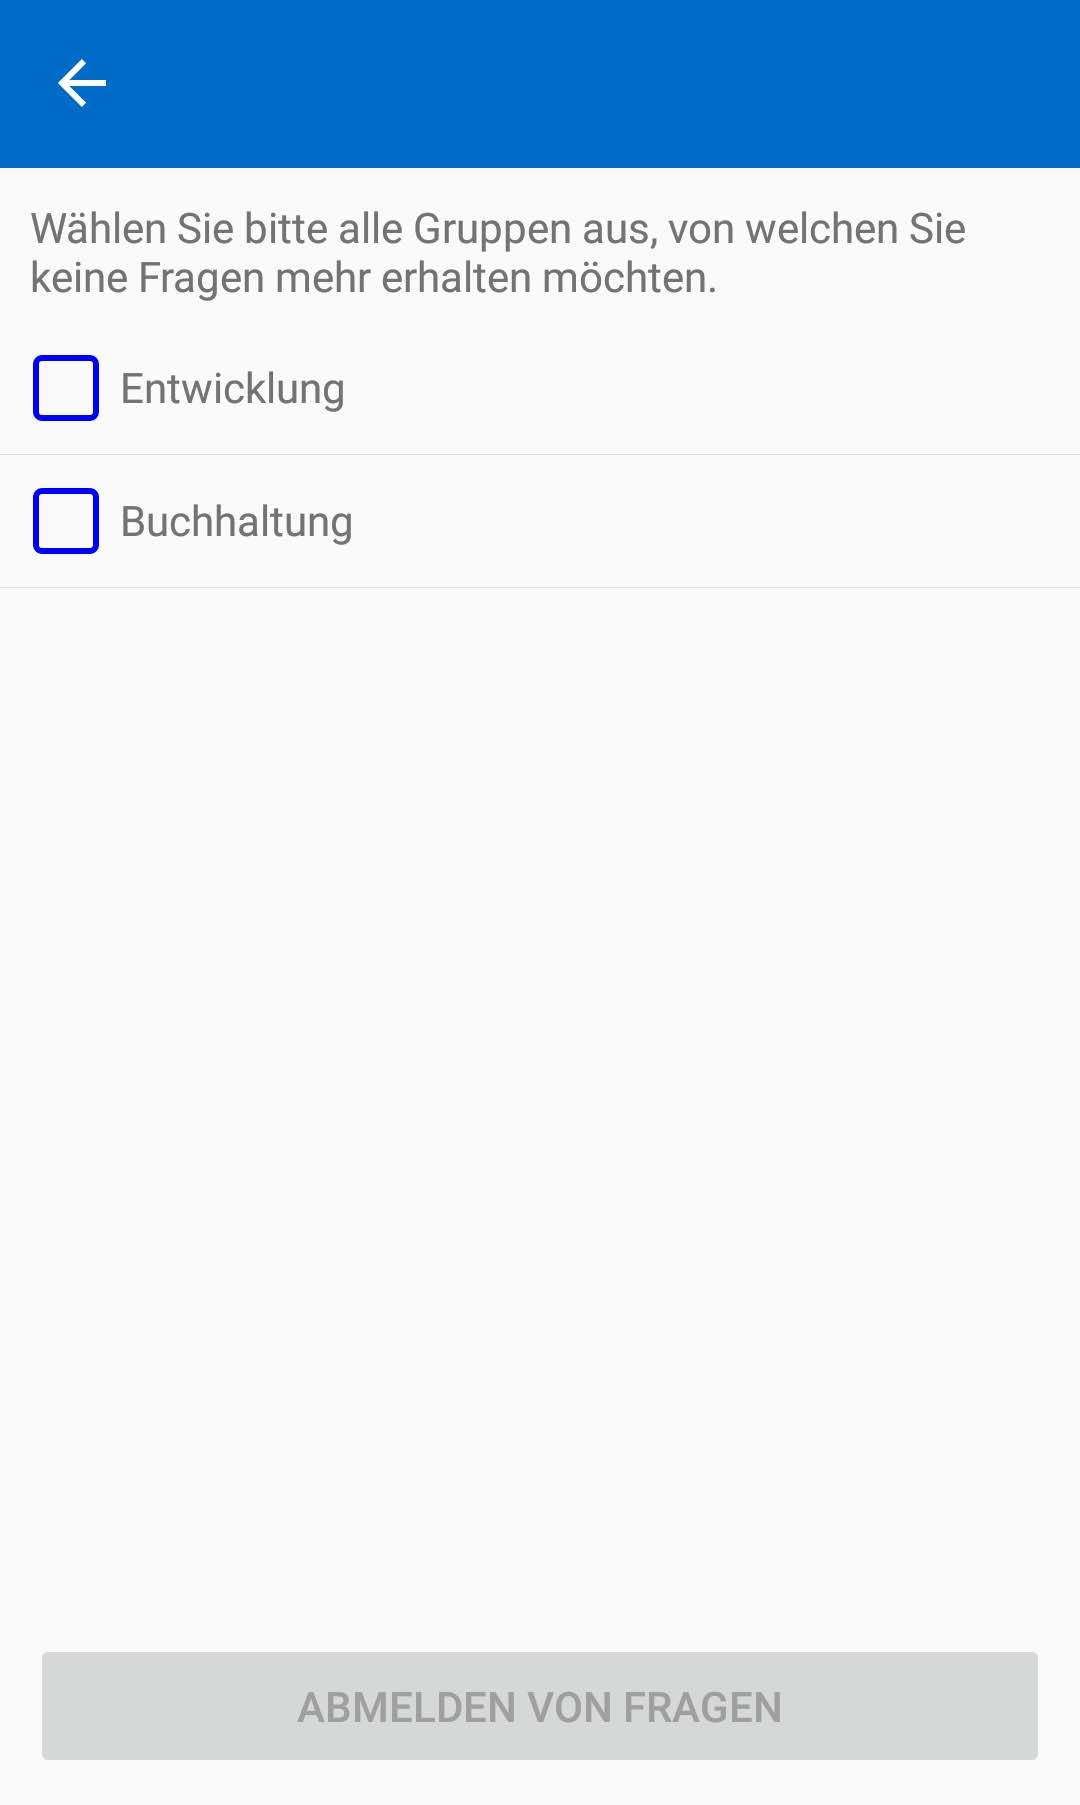 Wählen Sie bitte alle Gruppen aus, von welchen Sie
keine Fragen mehr erhalten möchten.
Entwicklung
Buchhaltung
ABMELDEN VON FRAGEN